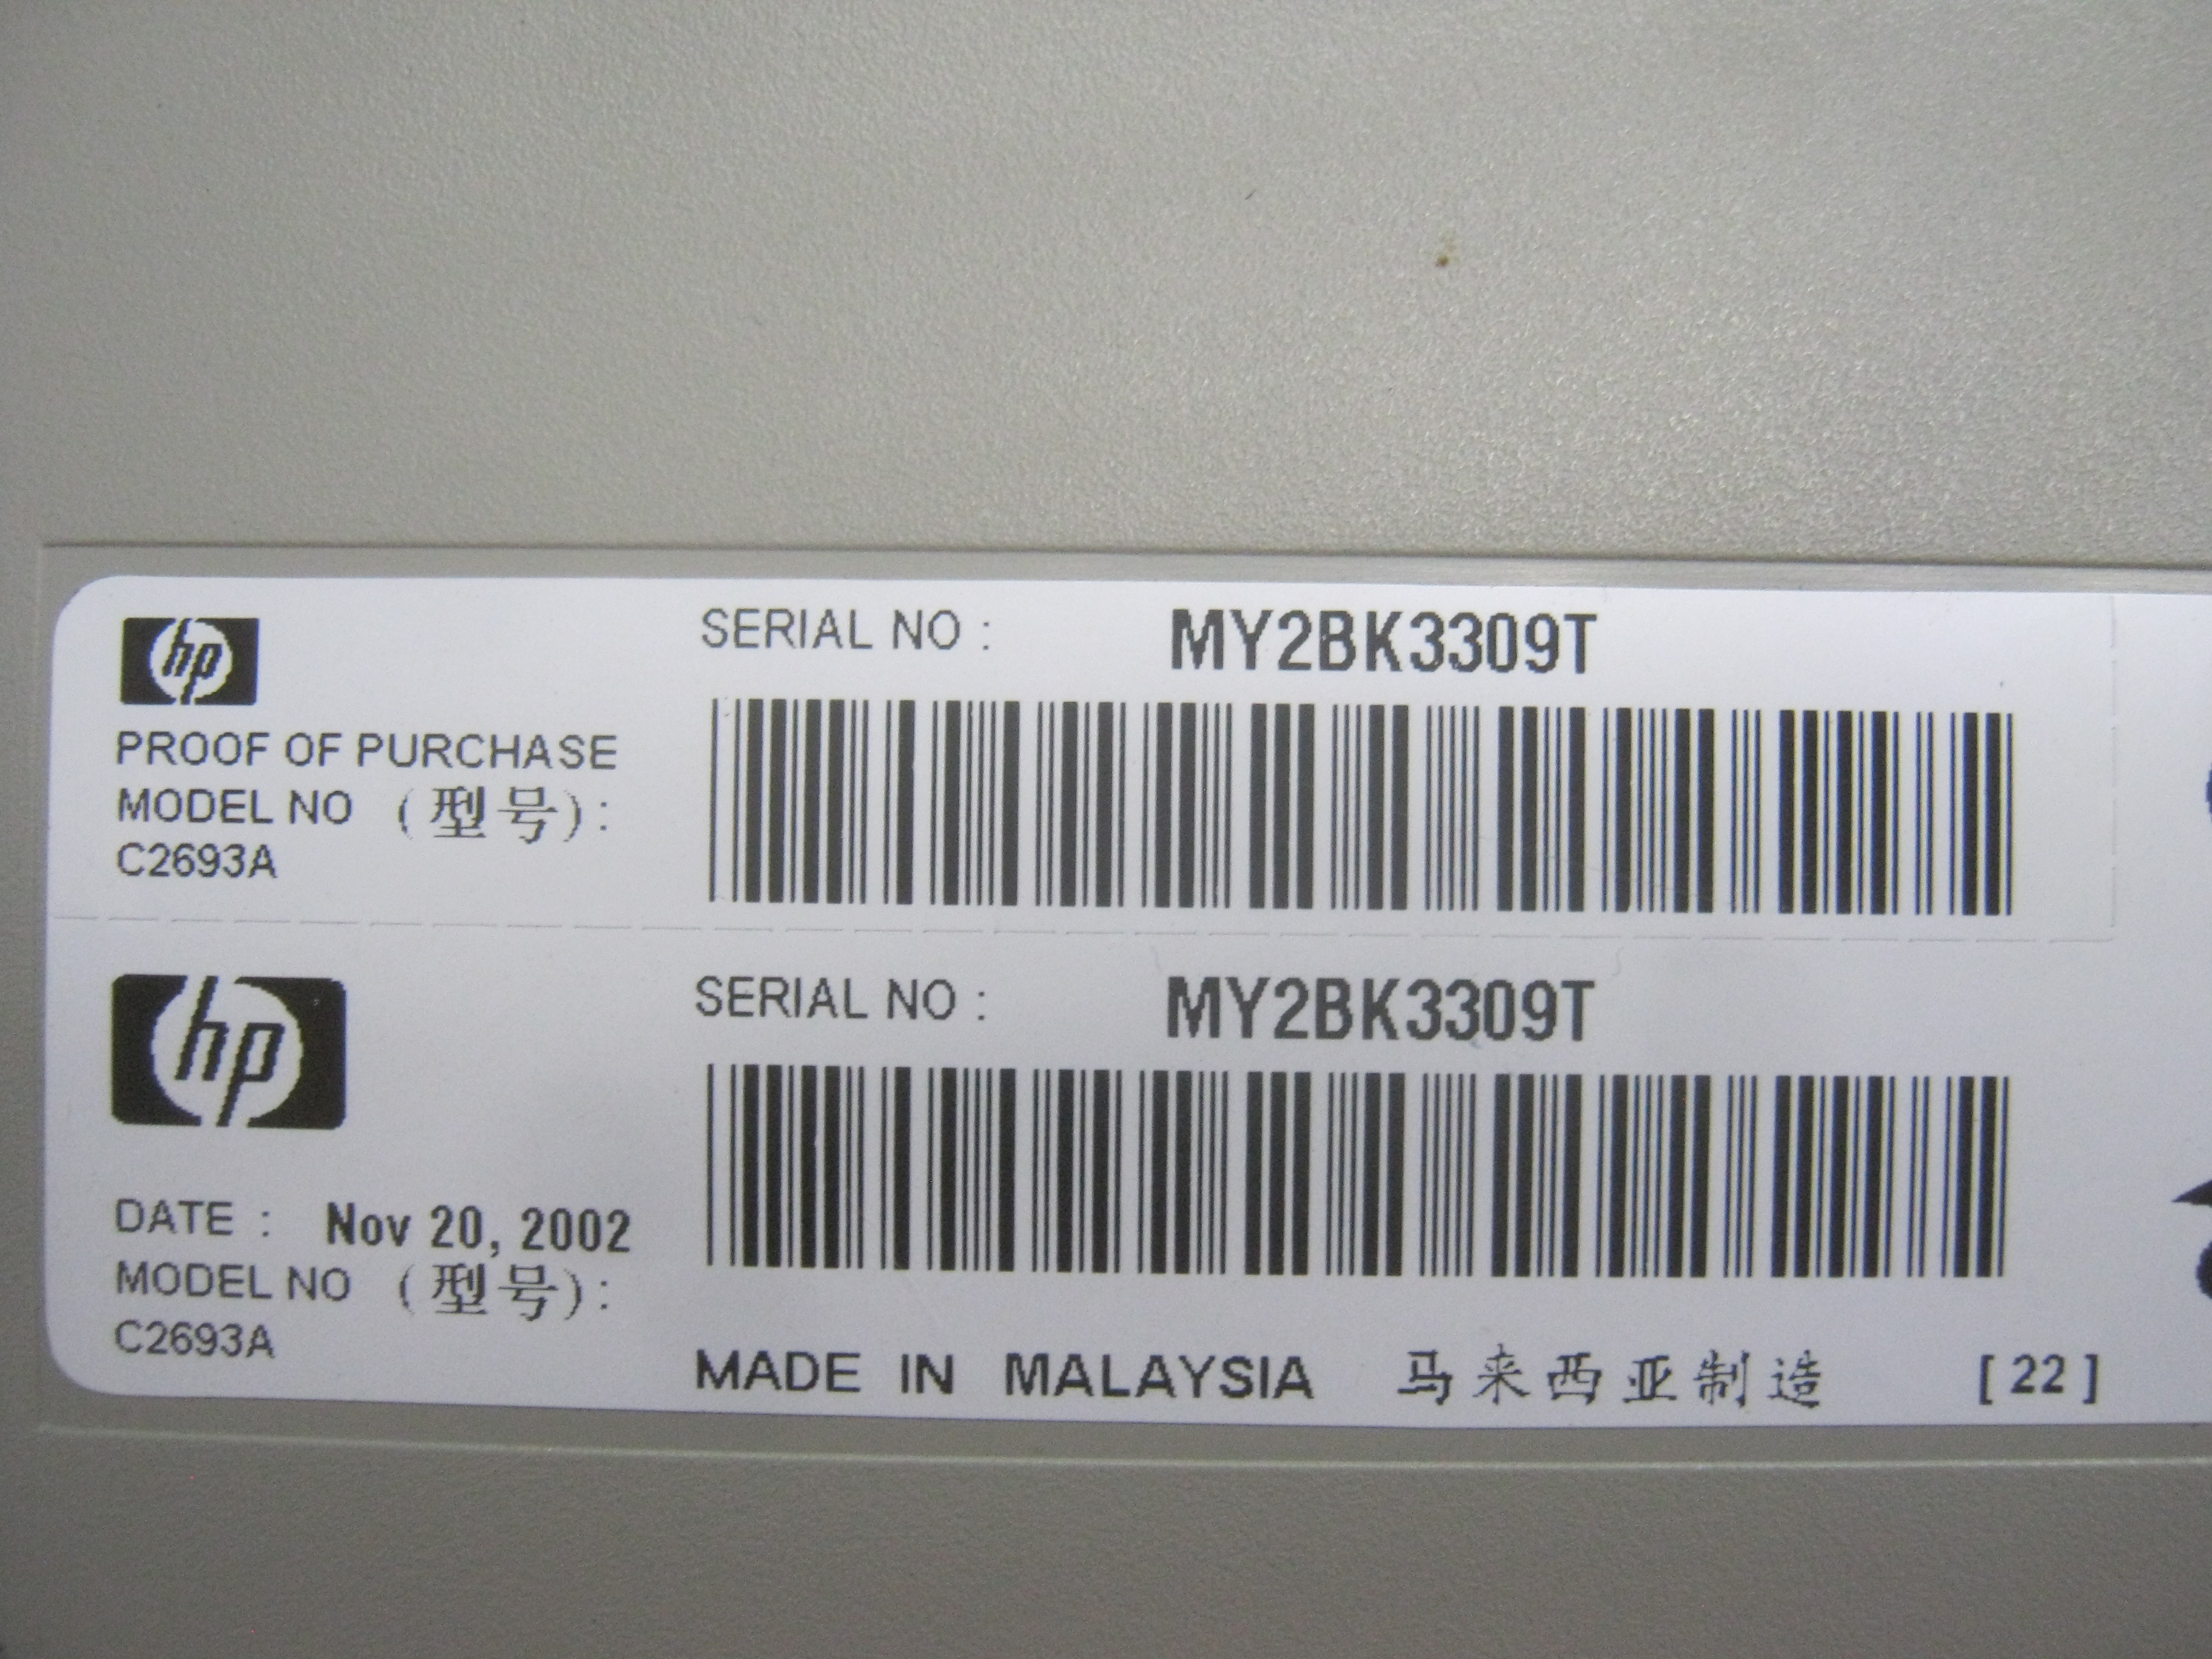 hp
SERIAL NO : MY2BK3309T
PROOF OF PURCHASE
MODEL NO (型号):
C2693A
hp
SERIAL NO : MY2BK3309T
DATE : Nov 20, 2002
MODEL NO (型号):
C2693A
MADE IN MALAYSIA 马来西亚制造 [22]